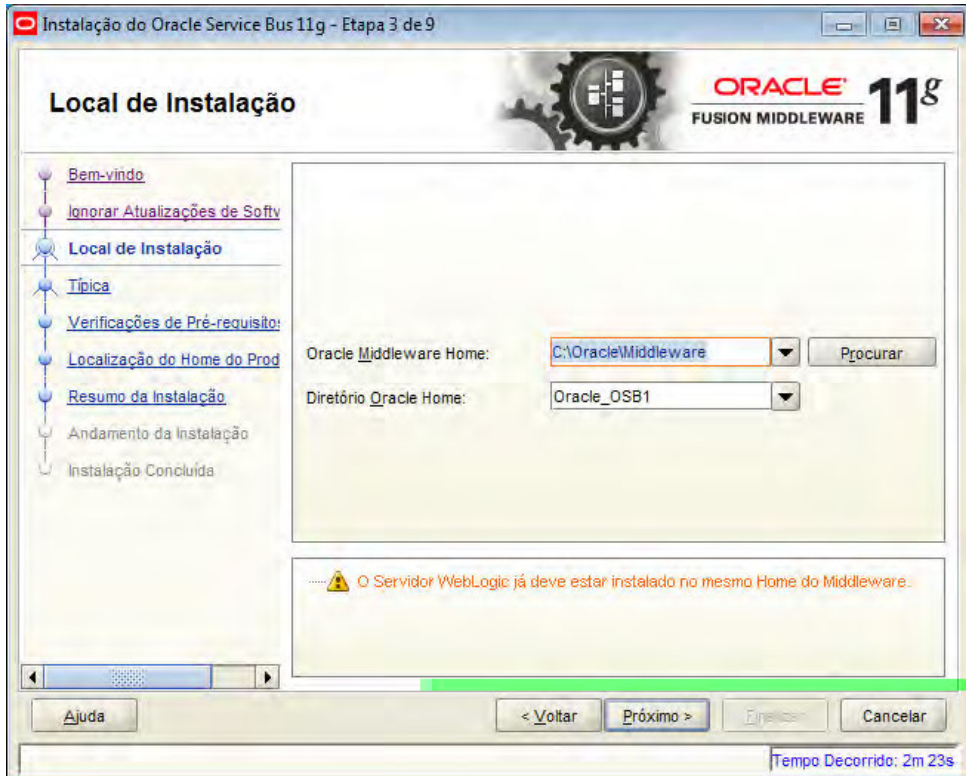 Instalação do Oracle Service Bus 11g - Etapa 3 de 9
Local de Instalação
ORACLE
FUSION MIDDLEWARE
11g
Bem-vindo
Ignorar Atualizações de Softv
Local de Instalação
Típica
Verificações de Pré-requisito
Localização do Home do Prod
Resumo da Instalação
Andamento da Instalação
Instalação Concluída
Oracle Middleware Home:
C:\Oracle\Middleware
Procurar
Diretório Oracle Home:
Oracle_OSB1
O Servidor WebLogic já deve estar instalado no mesmo Home do Middleware.
Ajuda
< Voltar
Próximo >
Finalizar
Cancelar
Tempo Decorrido: 2m 23s